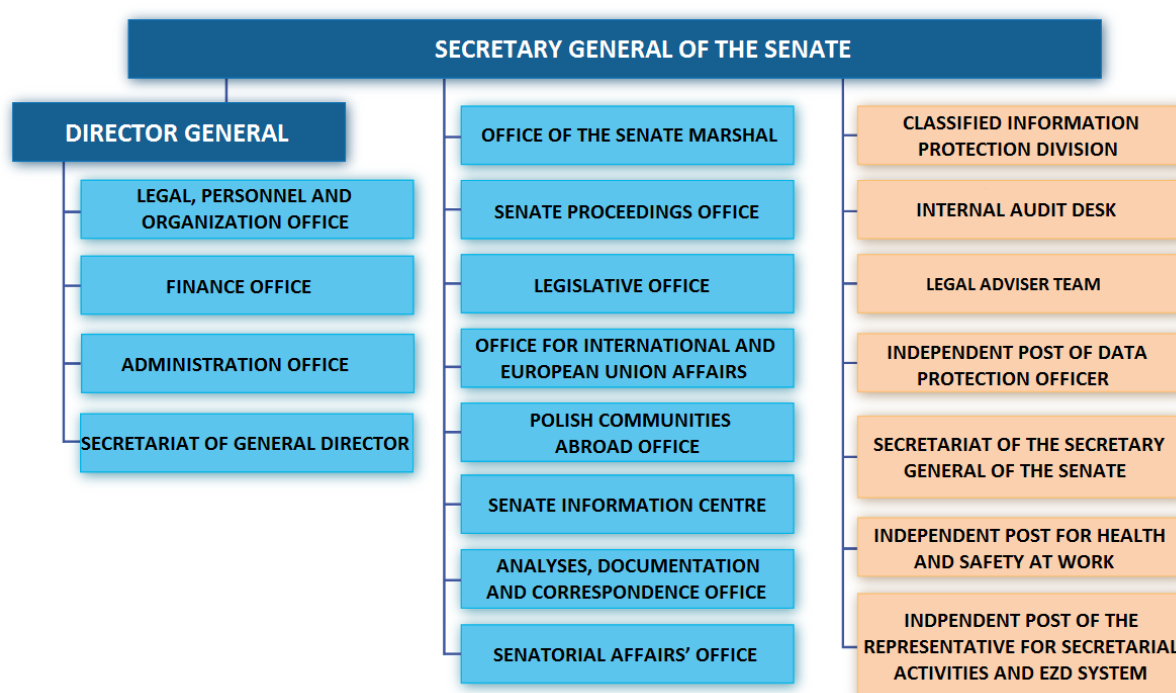 SECRETARY GENERAL OF THE SENATE
DIRECTOR GENERAL
LEGAL, PERSONNEL AND
ORGANIZATION OFFICE
FINANCE OFFICE
ADMINISTRATION OFFICE
SECRETARIAT OF GENERAL DIRECTOR
OFFICE OF THE SENATE MARSHAL
SENATE PROCEEDINGS OFFICE
LEGISLATIVE OFFICE
OFFICE FOR INTERNATIONAL AND
EUROPEAN UNION AFFAIRS
POLISH COMMUNITIES
ABROAD OFFICE
SENATE INFORMATION CENTRE
ANALYSES, DOCUMENTATION
AND CORRESPONDENCE OFFICE
SENATORIAL AFFAIRS’ OFFICE
CLASSIFIED INFORMATION
PROTECTION DIVISION
INTERNAL AUDIT DESK
LEGAL ADVISER TEAM
INDEPENDENT POST OF DATA
PROTECTION OFFICER
SECRETARIAT OF THE SECRETARY
GENERAL OF THE SENATE
INDEPENDENT POST FOR HEALTH
AND SAFETY AT WORK
INDPENDENT POST OF THE
REPRESENTATIVE FOR SECRETARIAL
ACTIVITIES AND EZD SYSTEM